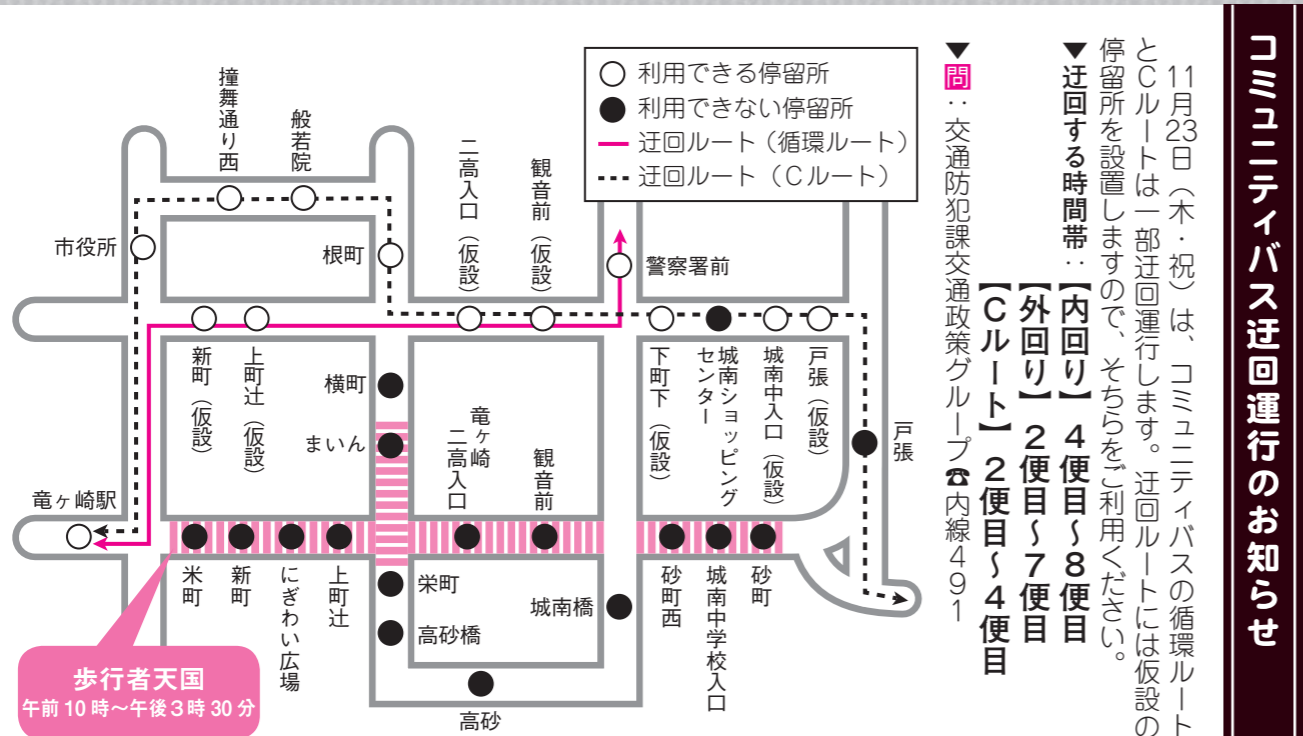 コミュニティバス迂回運行のお知らせ
11月23日(木・祝)は、コミュニティバスの循環ルート
とCルートは一部迂回運行します。迂回ルートには仮設の
停留所を設置しますので、そちらをご利用ください。
▼迂回する時間帯:【内回り】4便目~8便目
【外回り】2便目~7便目
【Cルート】2便目~4便目
▼問:交通防犯課交通政策グループ☎内線491
利用できる停留所
利用できない停留所
迂回ルート(循環ルート)
迂回ルート(Cルート)
撞舞通り西
般若院
二高入口(仮設)
観音前(仮設)
市役所
根町
警察署前
新町(仮設)
上町辻(仮設)
横町
まいん
竜ヶ崎
二高入口
観音前
下町下(仮設)
城南ショッピング
センター
城南中入口(仮設)
戸張(仮設)
戸張
竜ヶ崎駅
米町
新町
にぎわい広場
上町辻
栄町
高砂橋
高砂
城南橋
砂町西
城南中学校入口
砂町
歩行者天国
午前10時~午後3時30分